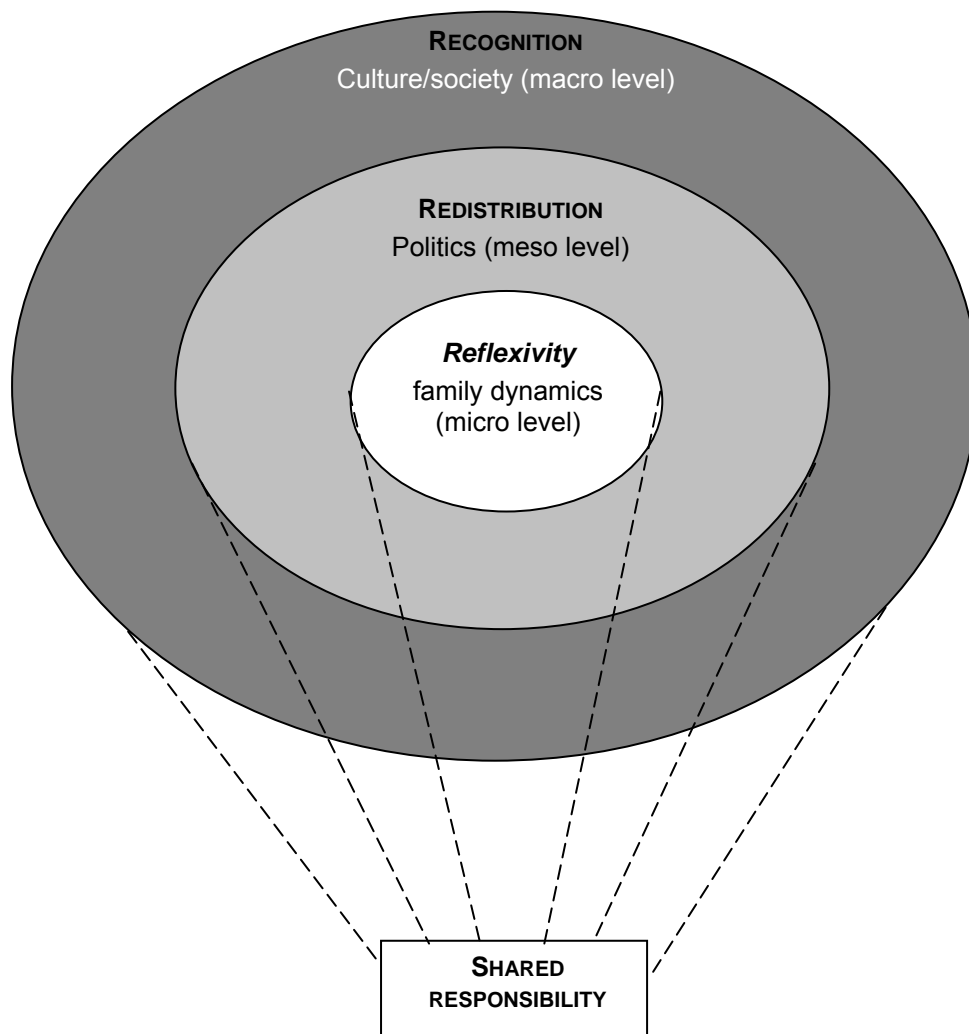 RECOGNITION
Culture/society (macro level)
REDISTRIBUTION
Politics (meso level)
Reflexivity
family dynamics
(micro level)
SHARED
RESPONSIBILITY